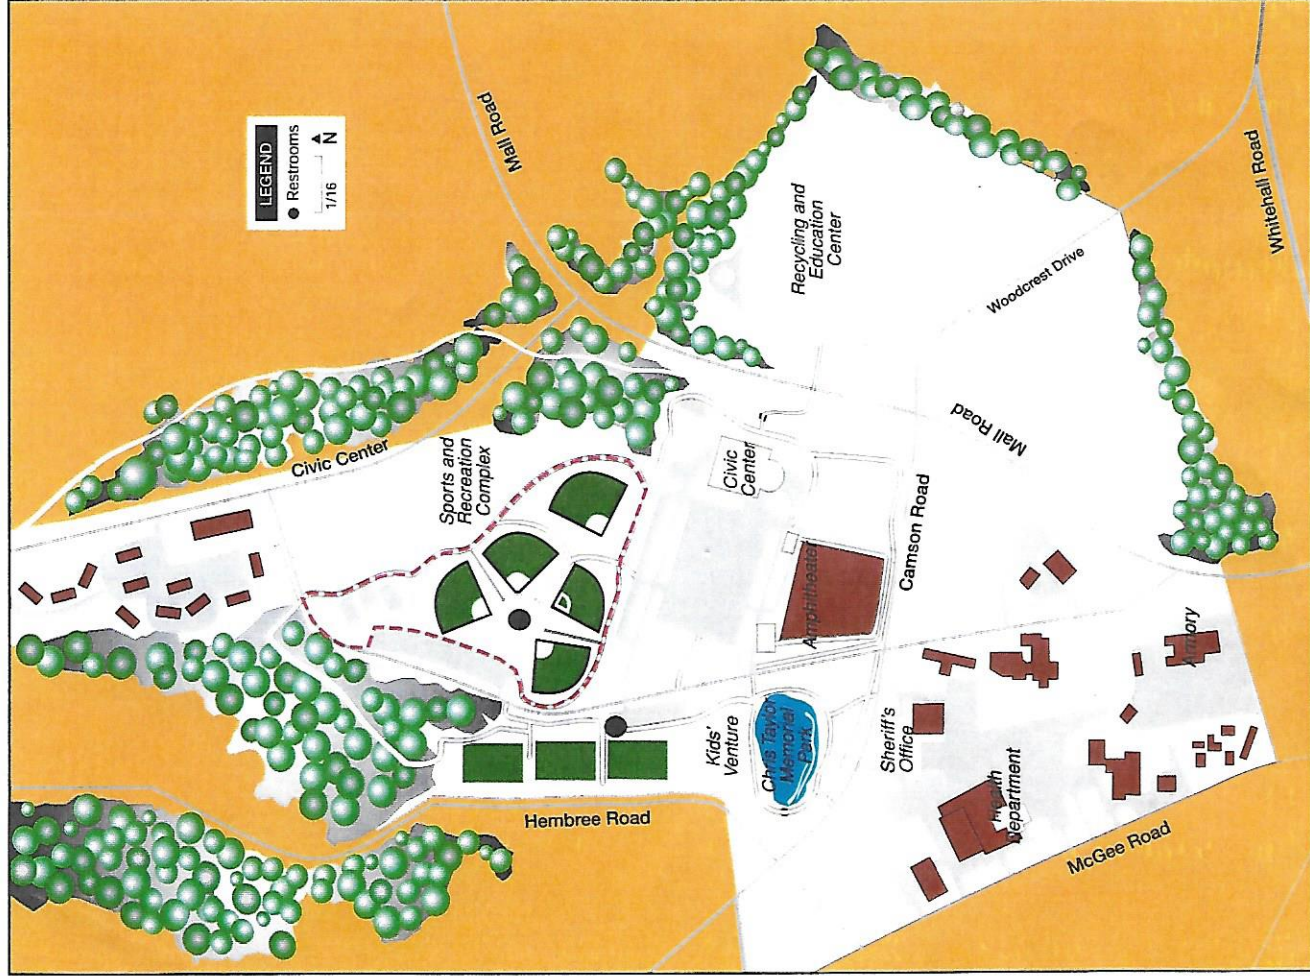 LEGEND
Restrooms
1/16
N
Mall Road
Civic Center
Sports and
Recreation
Complex
Recycling and
Education
Center
Woodcrest Drive
Whitehall Road
Mall Road
Civic
Center
Camson Road
Amphitheater
Hembree Road
Kids'
Venture
Chris Taylor
Memorial
Park
Sheriff's
Office
Health
Department
Armory
McGee Road